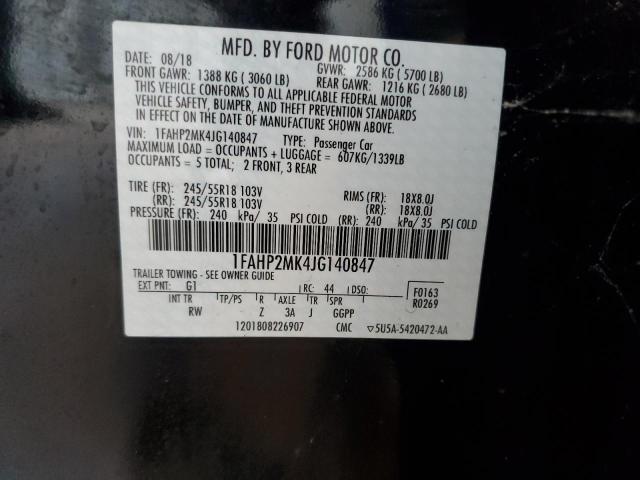 MFD. BY FORD MOTOR CO.
DATE: 08/18 GVWR: 2586 KG ( 5700 LB)
FRONT GAWR: 1388 KG ( 3060 LB) REAR GAWR: 1216 KG ( 2680 LB)
THIS VEHICLE CONFORMS TO ALL APPLICABLE FEDERAL MOTOR
VEHICLE SAFETY, BUMPER, AND THEFT PREVENTION STANDARDS
IN EFFECT ON THE DATE OF MANUFACTURE SHOWN ABOVE.
VIN: 1FAHP2MK4JG140847 TYPE: Passenger Car
MAXIMUM LOAD = OCCUPANTS + LUGGAGE = 607KG/1339LB
OCCUPANTS = 5 TOTAL; 2 FRONT, 3 REAR
TIRE (FR): 245/55R18 103V RIMS (FR): 18X8.0J
(RR): 245/55R18 103V (RR): 18X8.0J
PRESSURE (FR): 240 kPa/ 35 PSI COLD (RR): 240 kPa/ 35 PSI COLD
1FAHP2MK4JG140847
TRAILER TOWING - SEE OWNER GUIDE
EXT PNT: G1 RC: 44 DSO: F0163
R0269
INT TR TP/PS R AXLE TR SPR
RW Z 3A J GGPP
1201808226907 CMC ▽5U5A-5420472-AA